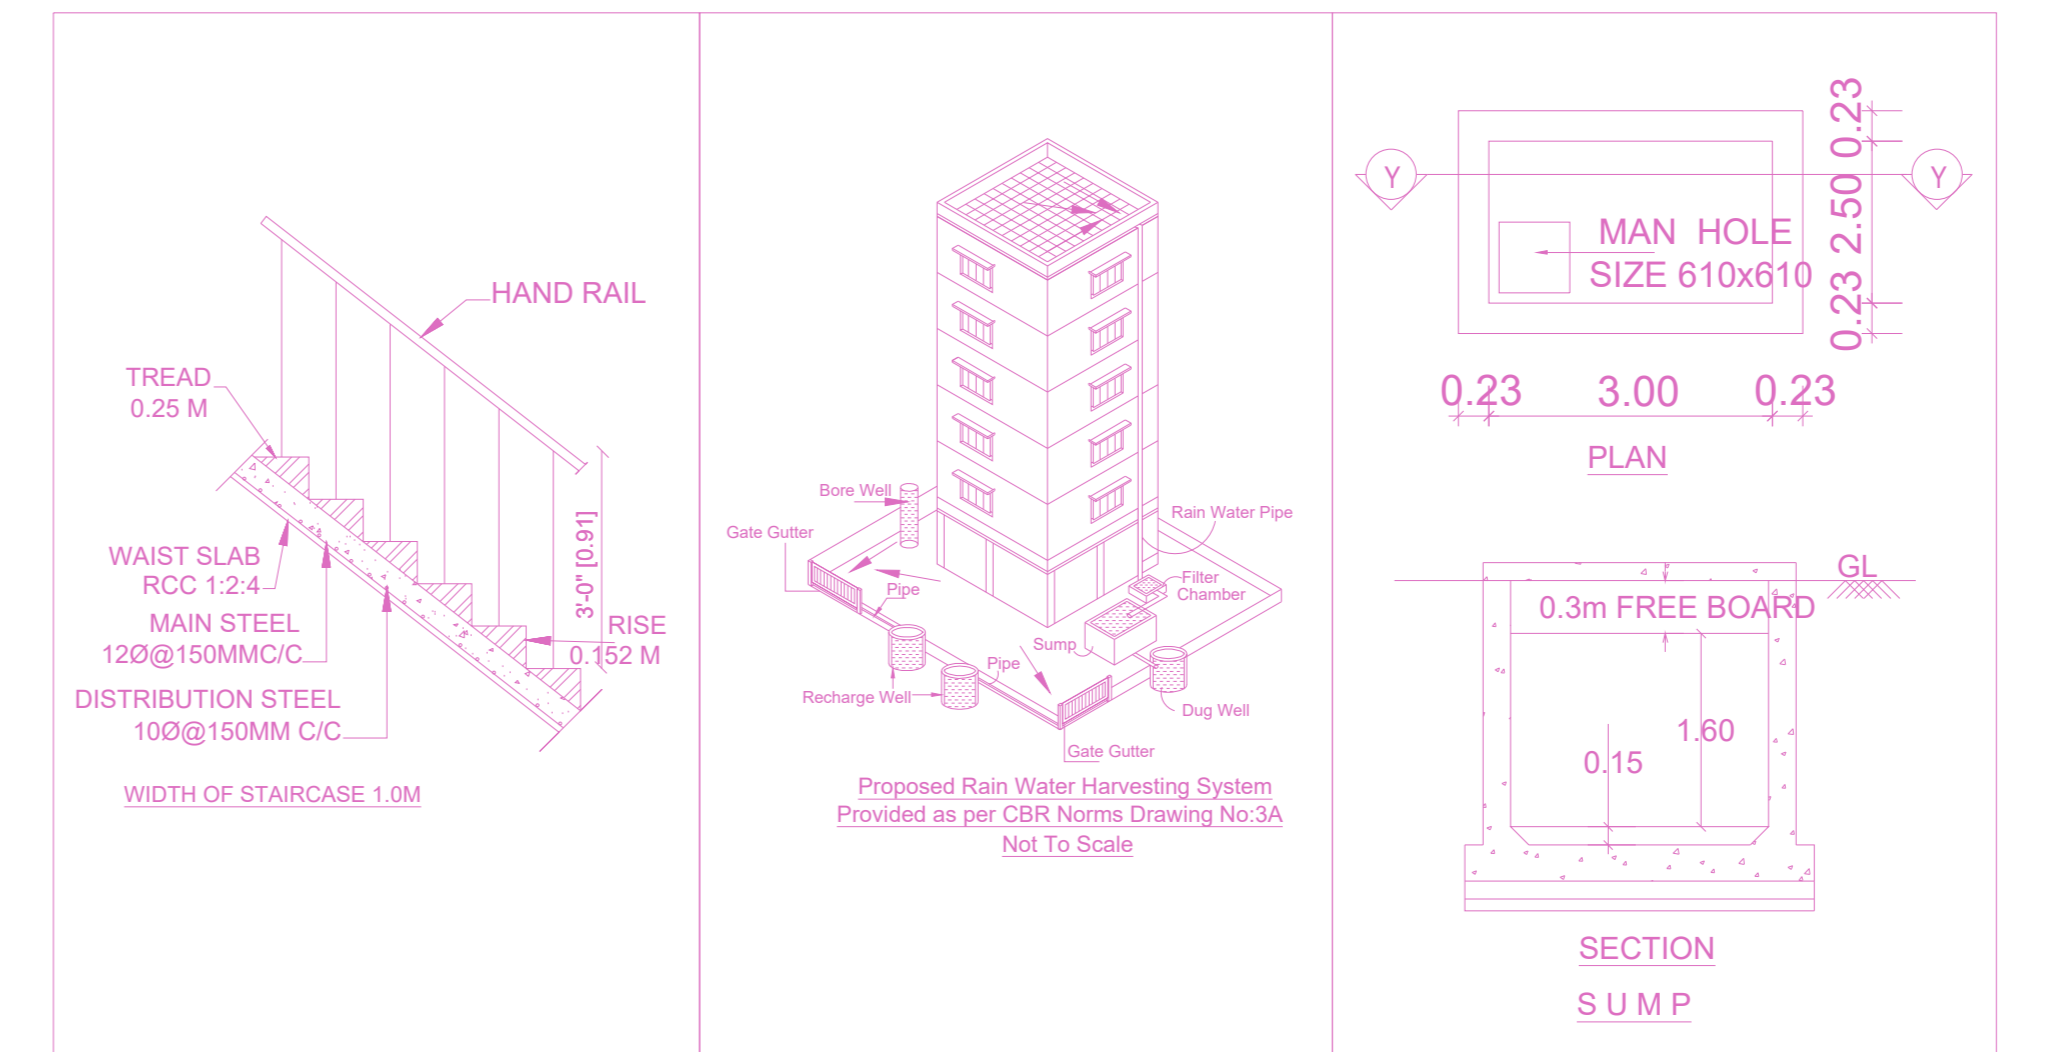 HAND RAIL
TREAD
0.25 M
WAIST SLAB
RCC 1:2:4
MAIN STEEL
12Ø@150MMC/C
DISTRIBUTION STEEL
10Ø@150MM C/C
3'-0" [0.91]
RISE
0.152 M
WIDTH OF STAIRCASE 1.0M
Bore Well
Gate Gutter
Pipe
Rain Water Pipe
Filter
Chamber
Sump
Pipe
Recharge Well
Dug Well
Gate Gutter
Proposed Rain Water Harvesting System
Provided as per CBR Norms Drawing No:3A
Not To Scale
Y
Y
MAN HOLE
SIZE 610x610
0.23 2.50 0.23
0.23 3.00 0.23
PLAN
GL
0.3m FREE BOARD
1.60
0.15
SECTION
S U M P